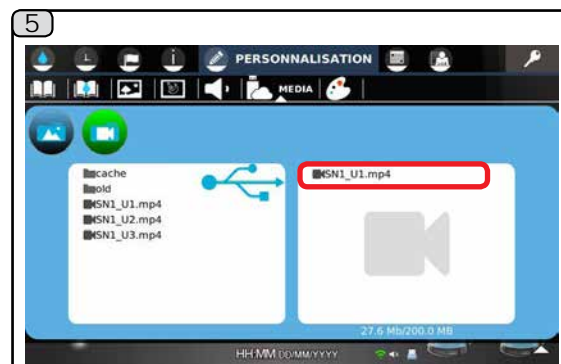 5
PERSONNALISATION
MEDIA
cache
old
SN1_U1.mp4
SN1_U2.mp4
SN1_U3.mp4
SN1_U1.mp4
27.6 Mb/200.0 MB
HH:MM DD/MM/YYYY